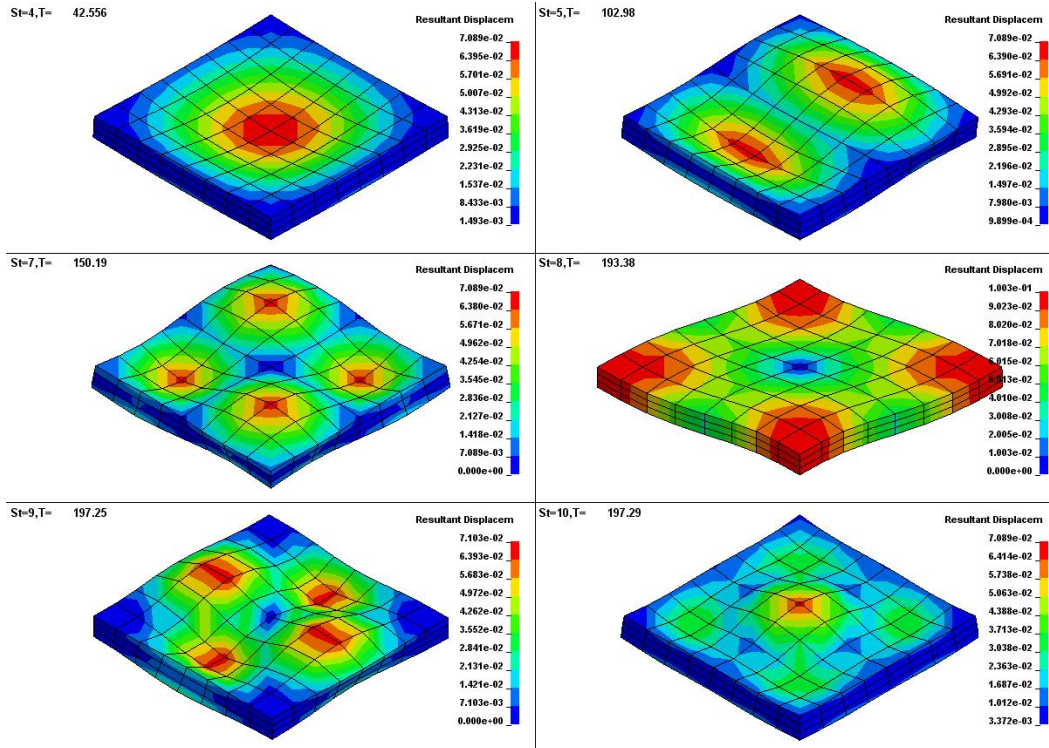 St=4,T= 42.556
Resultant Displacem
7.089e-02
6.395e-02
5.701e-02
5.007e-02
4.313e-02
3.619e-02
2.925e-02
2.231e-02
1.537e-02
8.433e-03
1.493e-03
St=5,T= 102.98
Resultant Displacem
7.089e-02
6.390e-02
5.691e-02
4.992e-02
4.293e-02
3.594e-02
2.895e-02
2.196e-02
1.497e-02
7.980e-03
9.899e-04
St=7,T= 150.19
Resultant Displacem
7.089e-02
6.380e-02
5.671e-02
4.962e-02
4.254e-02
3.545e-02
2.836e-02
2.127e-02
1.418e-02
7.089e-03
0.000e+00
St=8,T= 193.38
Resultant Displacem
1.003e-01
9.023e-02
8.020e-02
7.018e-02
6.015e-02
5.013e-02
4.010e-02
3.008e-02
2.005e-02
1.003e-02
0.000e+00
St=9,T= 197.25
Resultant Displacem
7.103e-02
6.393e-02
5.683e-02
4.972e-02
4.262e-02
3.552e-02
2.841e-02
2.131e-02
1.421e-02
7.103e-03
0.000e+00
St=10,T= 197.29
Resultant Displacem
7.089e-02
6.414e-02
5.738e-02
5.063e-02
4.388e-02
3.713e-02
3.038e-02
2.363e-02
1.687e-02
1.012e-02
3.372e-03